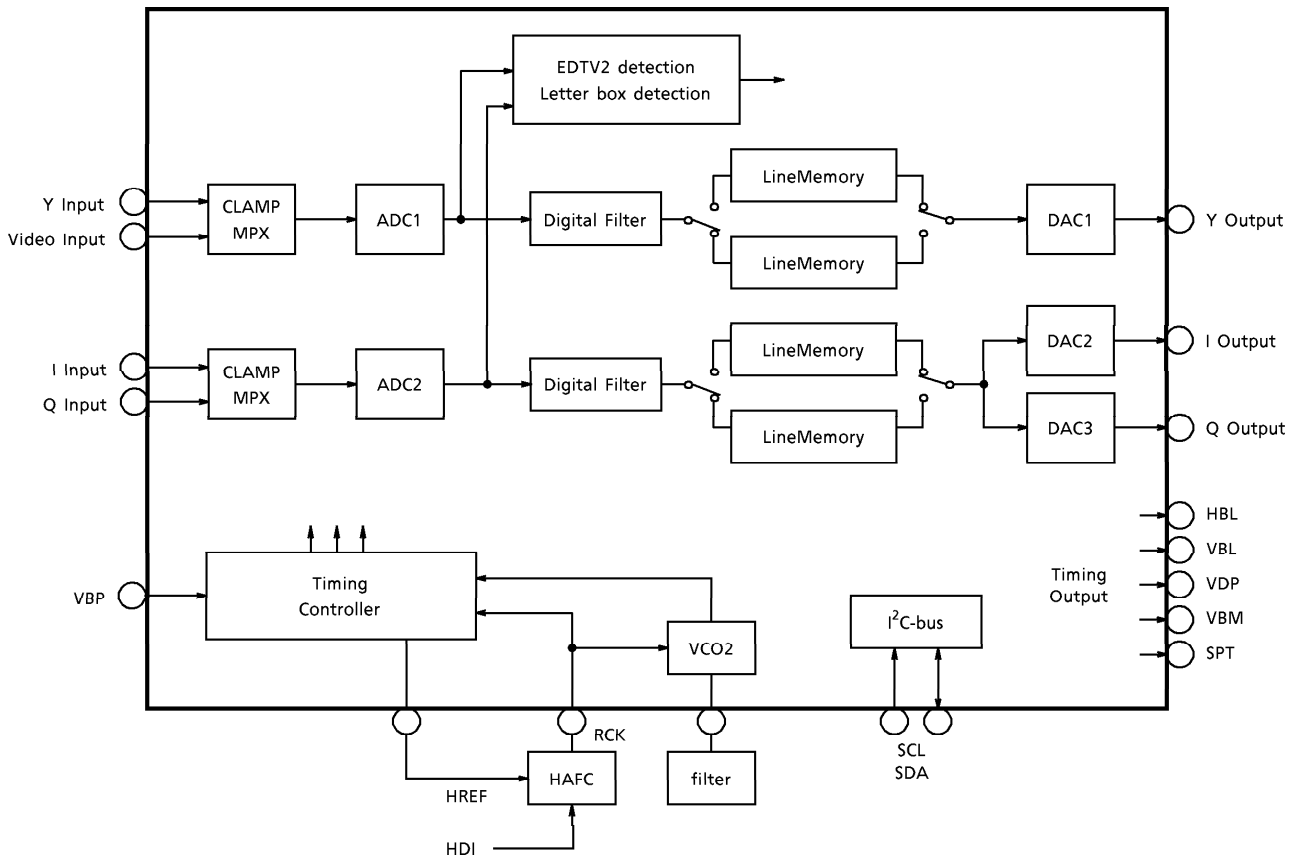 EDTV2 detection
Letter box detection
LineMemory
Y Input
CLAMP
MPX
ADC1
Digital Filter
DAC1
Y Output
Video Input
LineMemory
LineMemory
DAC2
I Output
I Input
CLAMP
MPX
ADC2
Digital Filter
Q Input
LineMemory
DAC3
Q Output
HBL
VBL
Timing
Controller
Timing
Output
VDP
VBP
I²C-bus
VBM
VCO2
SPT
RCK
SCL
SDA
HAFC
filter
HREF
HDI